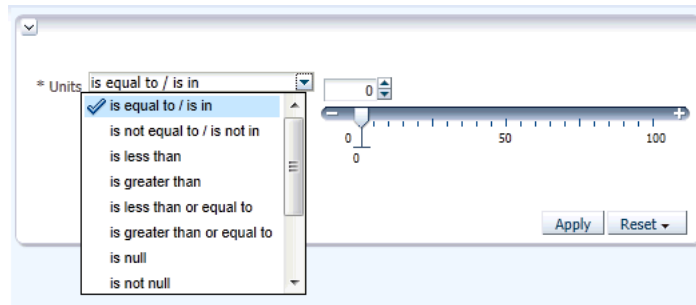 * Units is equal to / is in 0
is equal to / is in
is not equal to / is not in
is less than
is greater than
is less than or equal to
is greater than or equal to
is null
is not null
0 50 100
0
Apply Reset